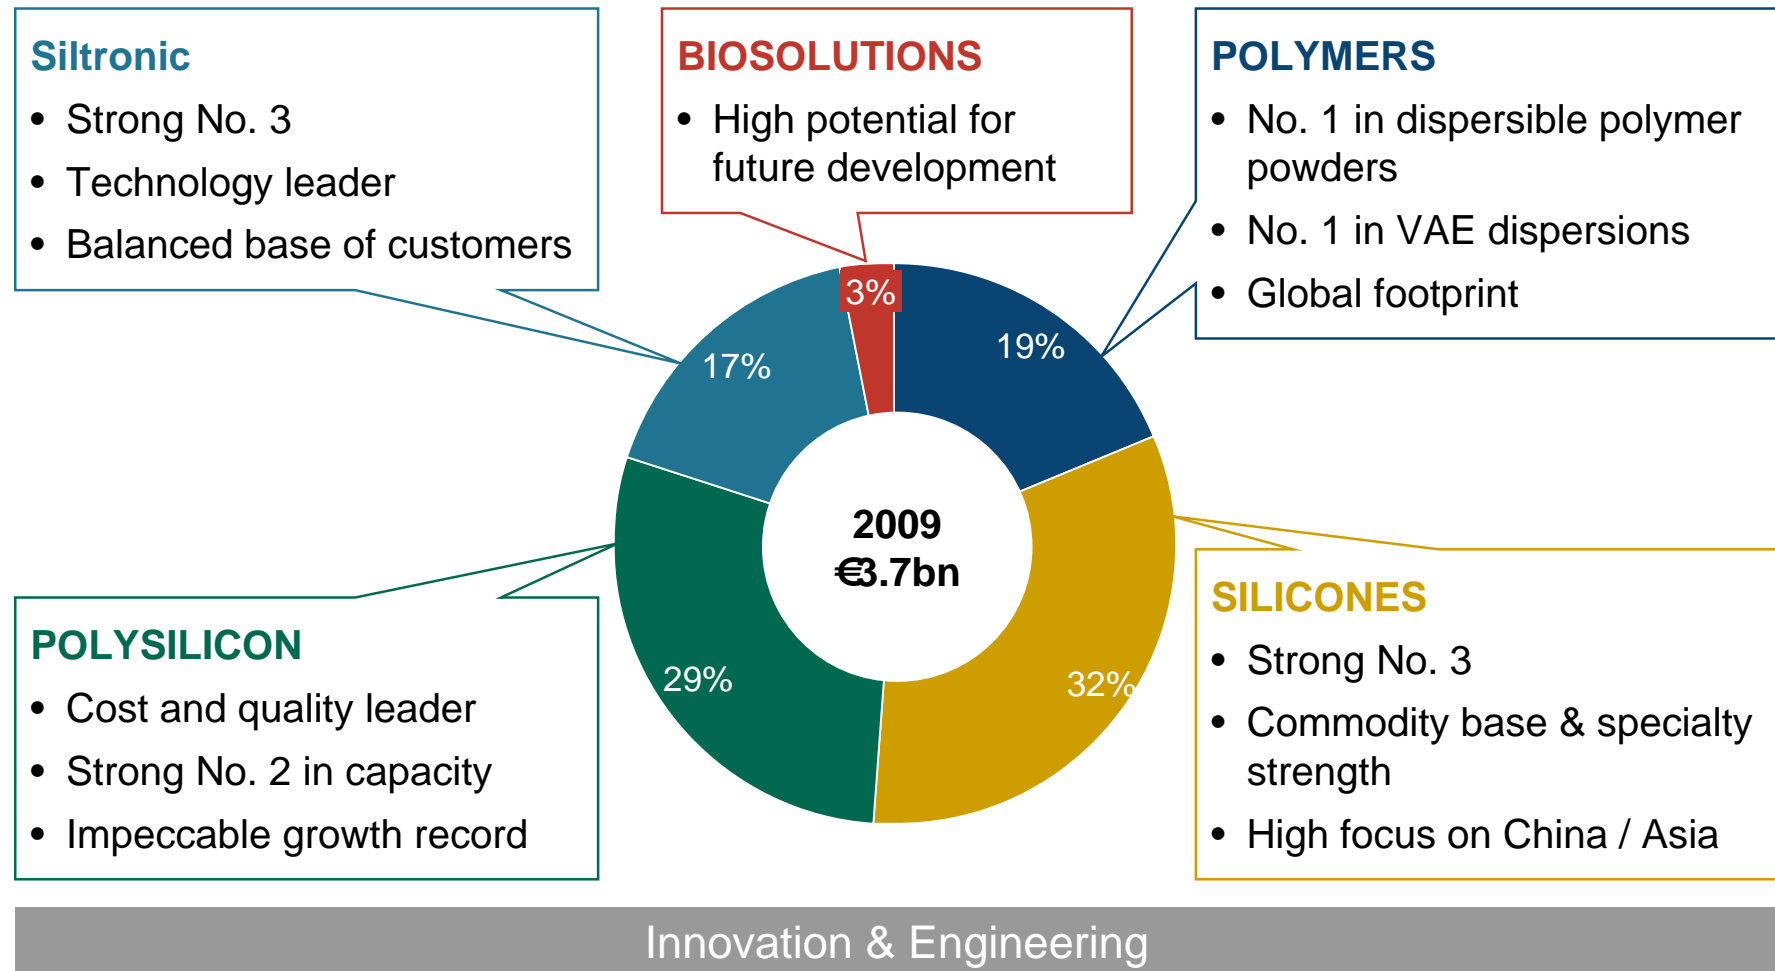 Siltronic
• Strong No. 3
• Technology leader
• Balanced base of customers
BIOSOLUTIONS
• High potential for
future development
POLYMERS
• No. 1 in dispersible polymer
powders
• No. 1 in VAE dispersions
• Global footprint
3%
19%
17%
2009
€3.7bn
29%
32%
POLYSILICON
• Cost and quality leader
• Strong No. 2 in capacity
• Impeccable growth record
SILICONES
• Strong No. 3
• Commodity base & specialty
strength
• High focus on China / Asia
Innovation & Engineering